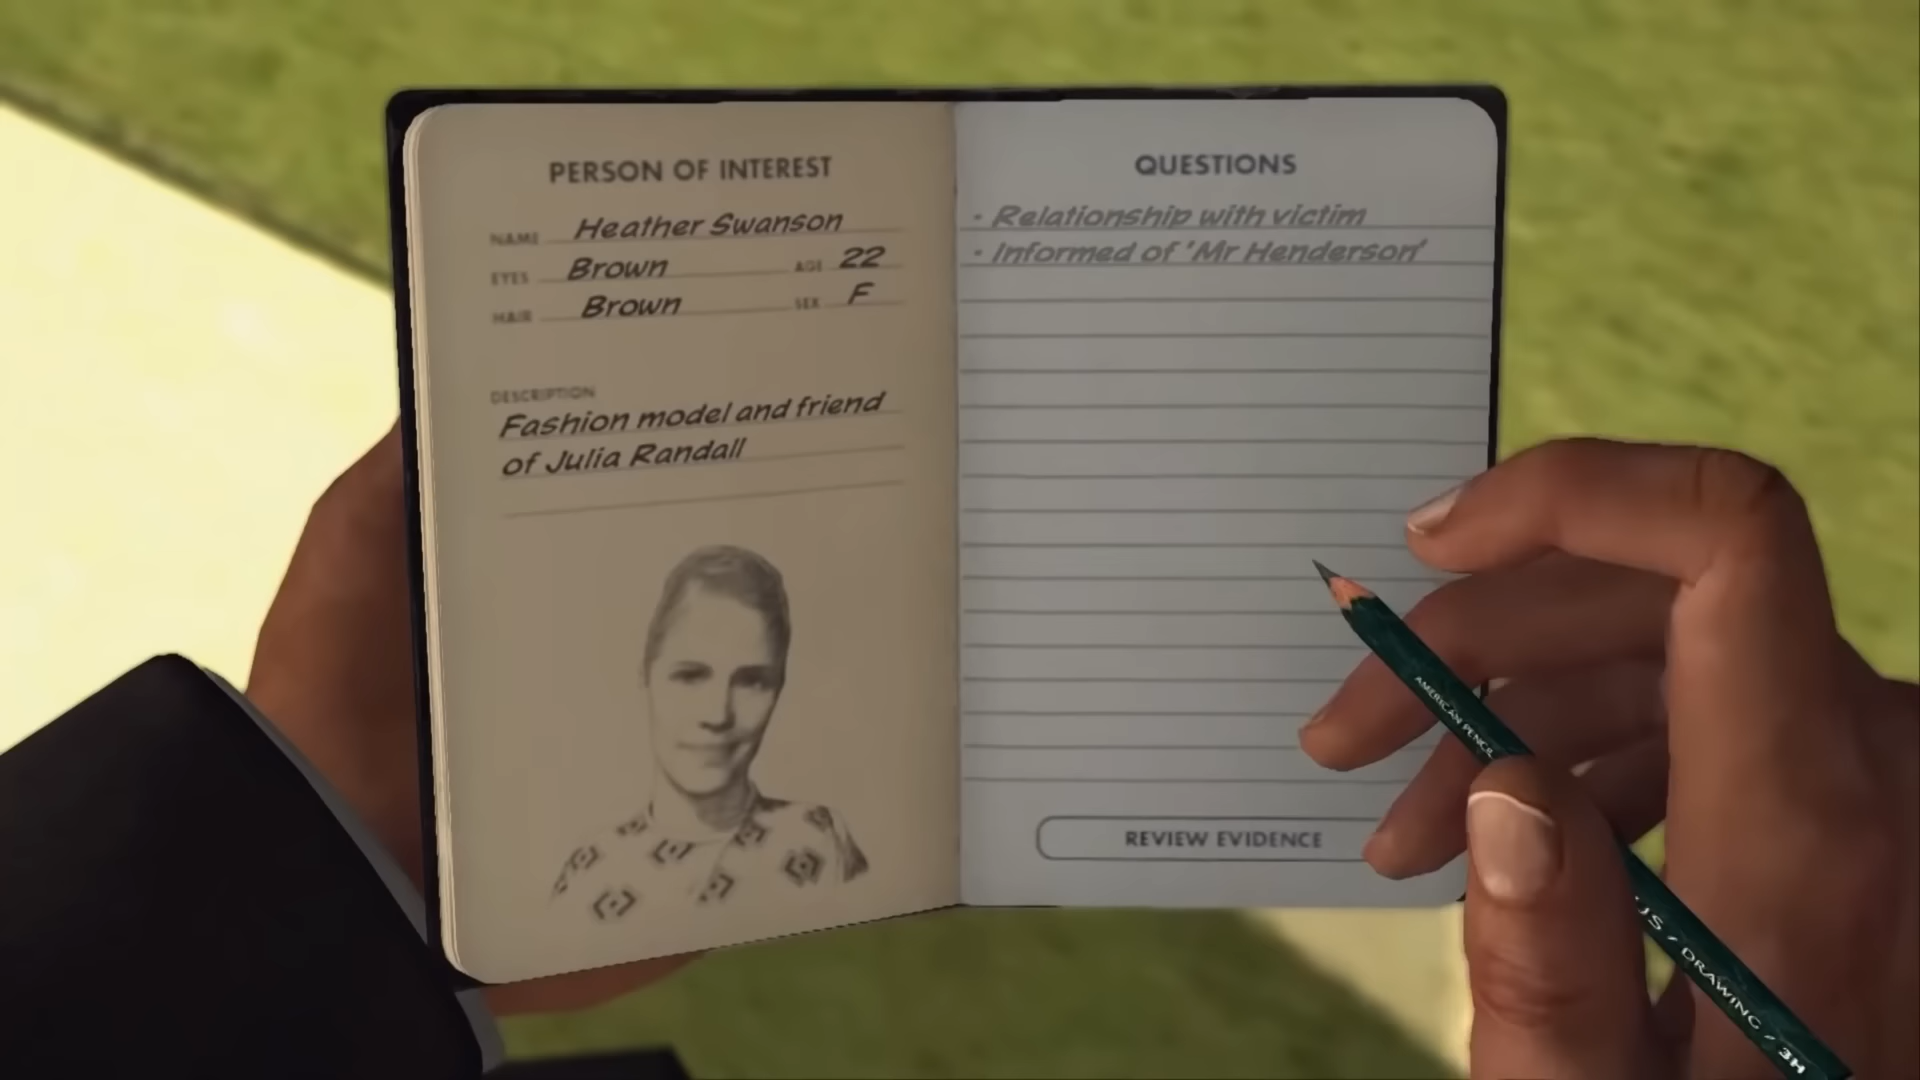 PERSON OF INTEREST
NAME Heather Swanson
EYES Brown AGE 22
HAIR Brown SEX F
DESCRIPTION
Fashion model and friend
of Julia Randall
QUESTIONS
- Relationship with victim
- Informed of 'Mr Henderson'
REVIEW EVIDENCE
AMERICAN PENCIL
US / DRAWING / 3H